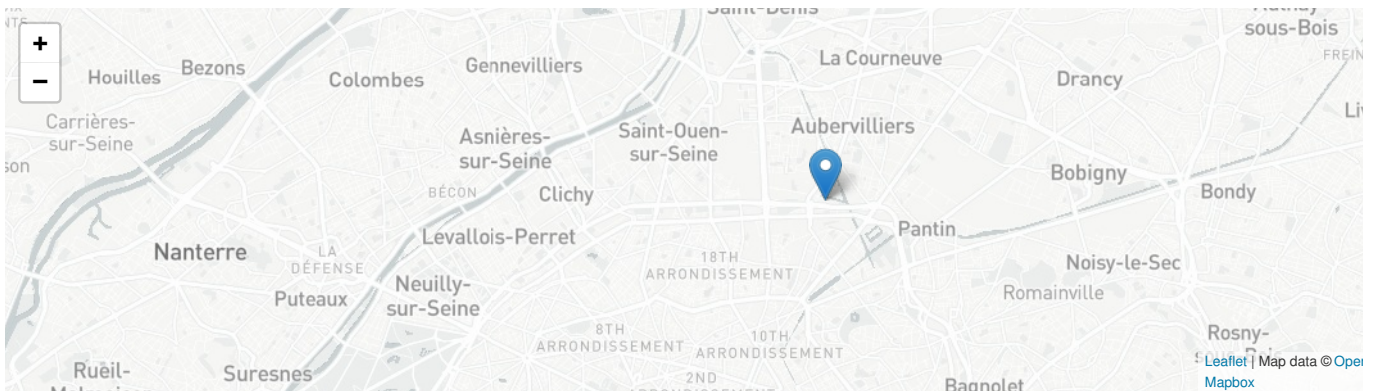 Saint-Denis
sous-Bois
+
La Courneuve
Gennevilliers
Bezons
Houilles
Colombes
Drancy
−
Carrières-
sur-Seine
Asnières-
sur-Seine
Saint-Ouen-
sur-Seine
Aubervilliers
Bobigny
BÉCON
Clichy
Bondy
Levallois-Perret
Pantin
Nanterre
LA
DÉFENSE
18TH
ARRONDISSEMENT
Noisy-le-Sec
Neuilly-
sur-Seine
Puteaux
Romainville
8TH
ARRONDISSEMENT
10TH
ARRONDISSEMENT
Rosny-
Rueil-
Suresnes
2ND
Bagnolet
Leaflet | Map data © Open
Mapbox